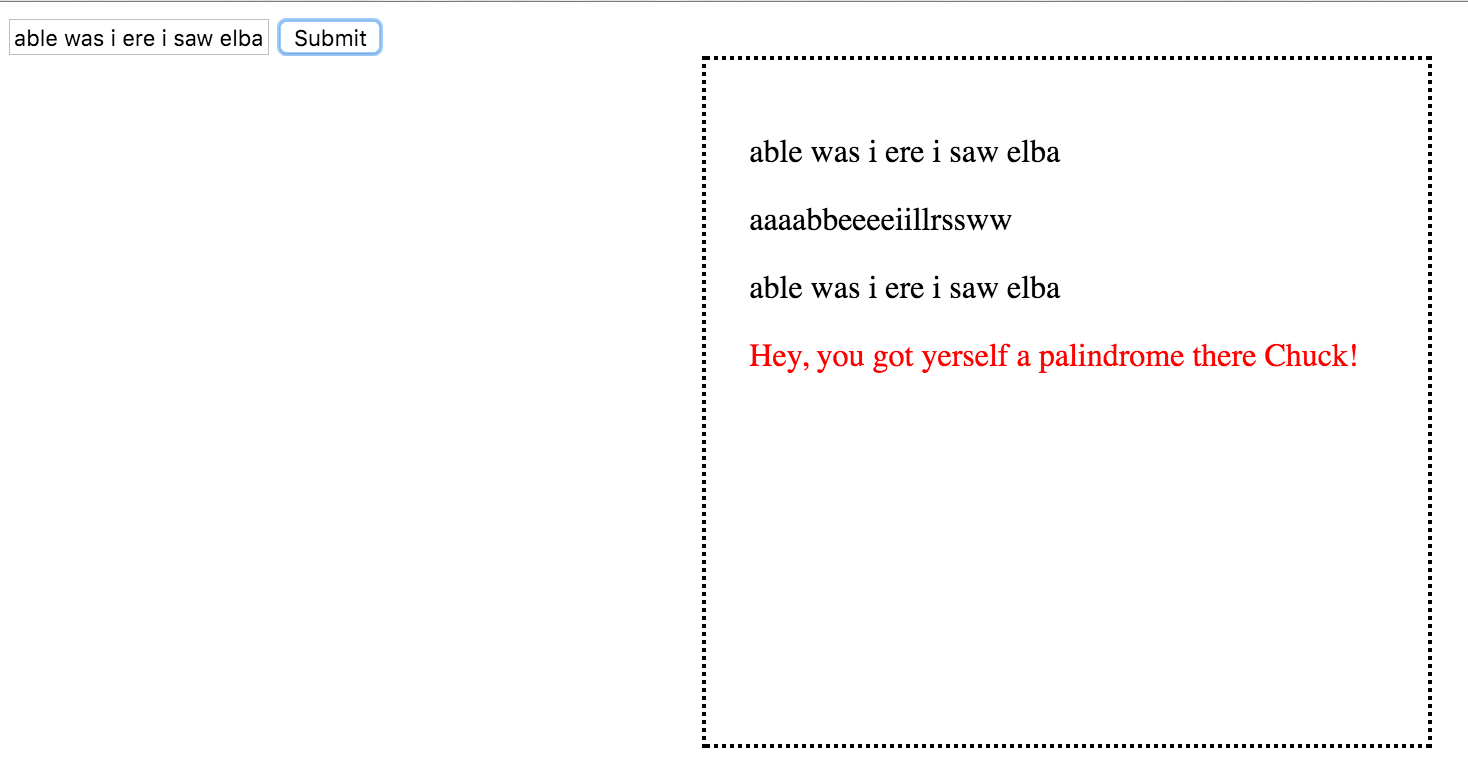 able was i ere i saw elba Submit
able was i ere i saw elba
aaaabbeeeeiillrssww
able was i ere i saw elba
Hey, you got yerself a palindrome there Chuck!